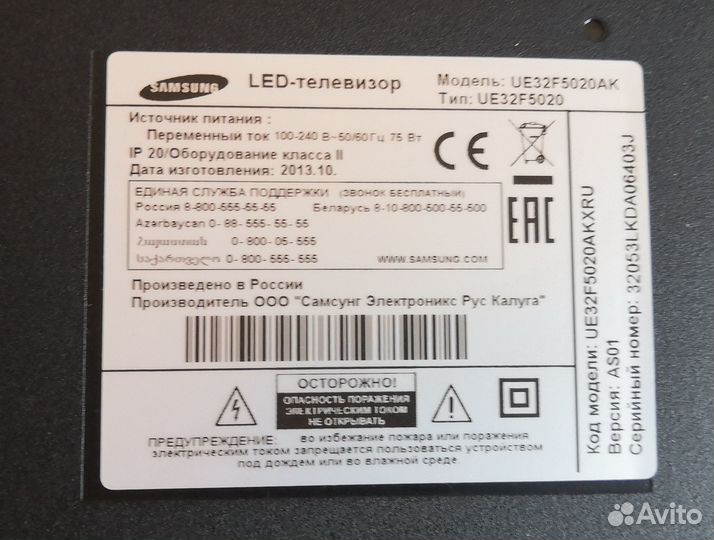 SAMSUNG
LED-телевизор
Модель: UE32F5020AK
Тип: UE32F5020
Источник питания :
Переменный ток 100-240 В~50/60Гц 75 Вт
IP 20/Оборудование класса II
Дата изготовления: 2013.10.
ЕДИНАЯ СЛУЖБА ПОДДЕРЖКИ (ЗВОНОК БЕСПЛАТНЫЙ)
Россия 8-800-555-55-55 Беларусь 8-10-800-500-55-500
Azərbaycan 0- 88- 555- 55- 55
Հայաստան 0- 800- 05- 555
საქართველო 0- 800- 555- 555
WWW.SAMSUNG.COM
CE
EAC
Произведено в России
Производитель ООО "Самсунг Электроникс Рус Калуга"
ОСТОРОЖНО!
ОПАСНОСТЬ ПОРАЖЕНИЯ
ЭЛЕКТРИЧЕСКИМ ТОКОМ
НЕ ОТКРЫВАТЬ
ПРЕДУПРЕЖДЕНИЕ: во избежание пожара или поражения
электрическим током запрещается пользоваться устройством
под дождем или во влажной среде.
Код модели: UE32F5020AKXRU
Версия: AS01
Серийный номер: 32053LKDA06403J
Avito